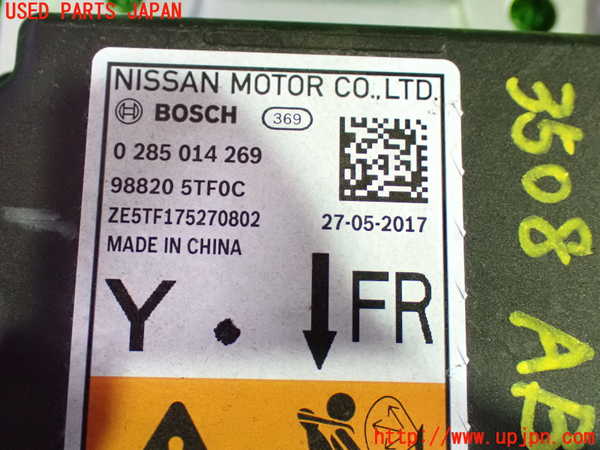 USED PARTS JAPAN
NISSAN MOTOR CO.,LTD.
BOSCH 369
0 285 014 269
98820 5TF0C
ZE5TF175270802 27-05-2017
MADE IN CHINA
Y. FR
3508
http://www.upjpn.com